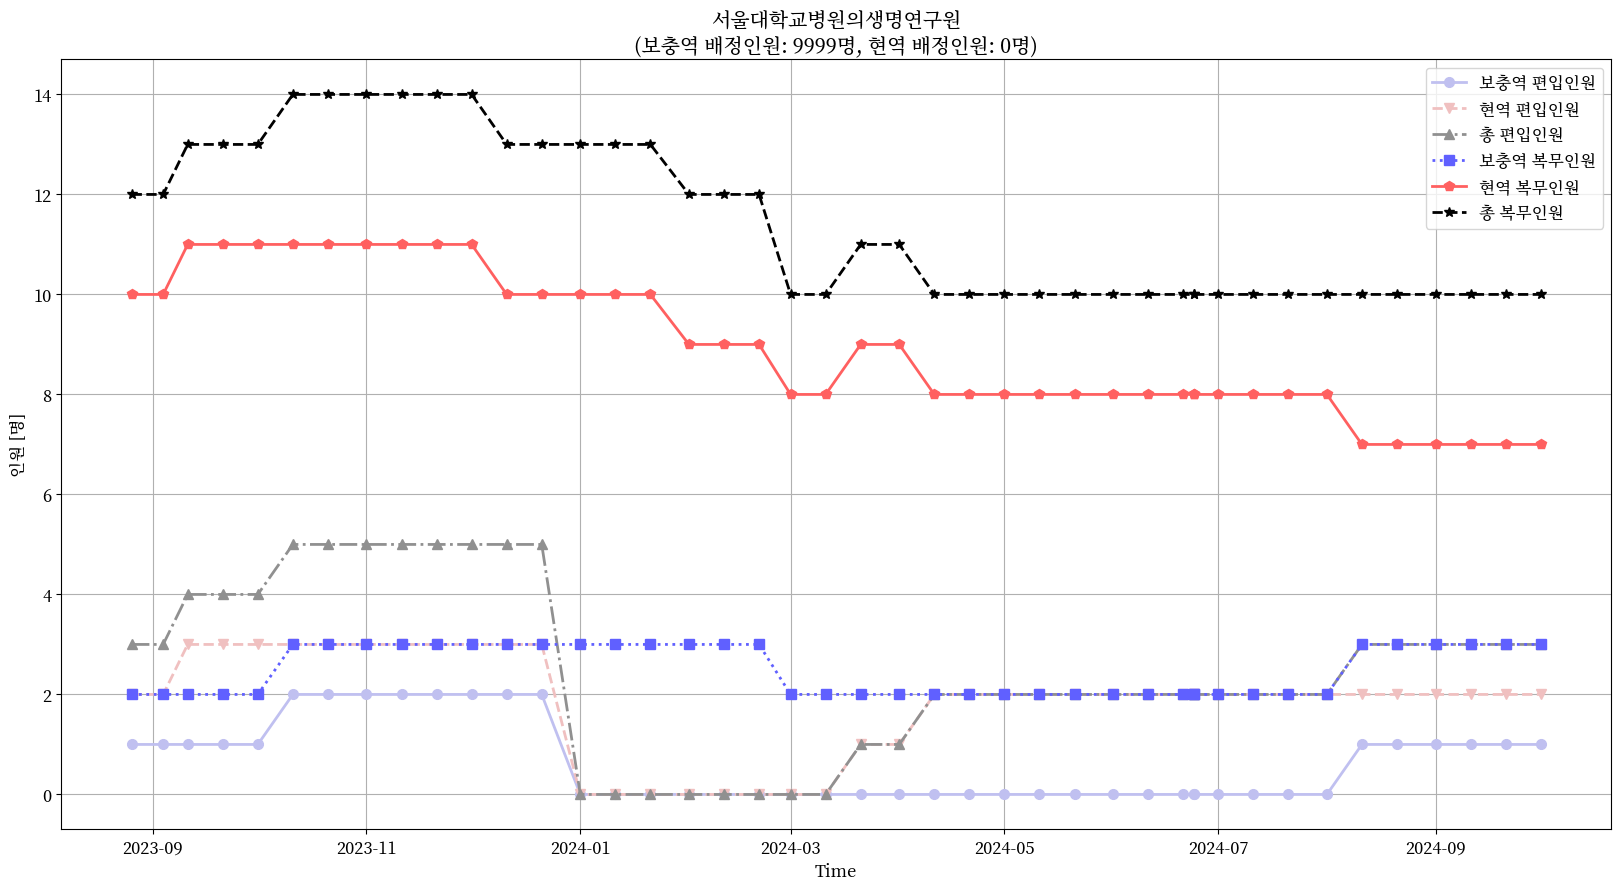 서울대학교병원의생명연구원
(보충역 배정인원: 9999명, 현역 배정인원: 0명)
보충역 편입인원
현역 편입인원
총 편입인원
보충역 복무인원
현역 복무인원
총 복무인원
인원 [명]
14
12
10
8
6
4
2
0
2023-09
2023-11
2024-01
2024-03
2024-05
2024-07
2024-09
Time